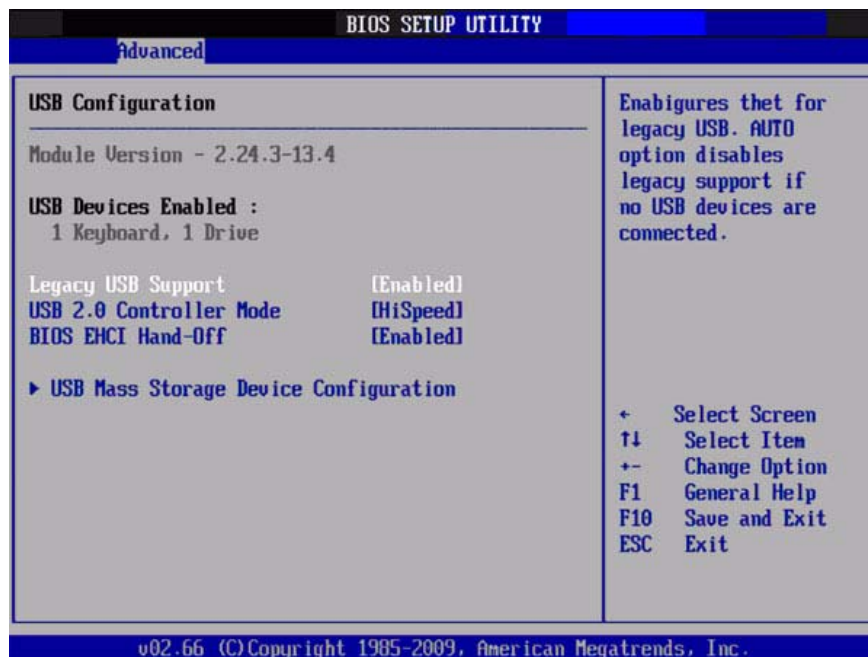 BIOS SETUP UTILITY
Advanced
USB Configuration
Module Version - 2.24.3-13.4
USB Devices Enabled :
1 Keyboard, 1 Drive
Legacy USB Support [Enabled]
USB 2.0 Controller Mode [HiSpeed]
BIOS EHCI Hand-Off [Enabled]
▶ USB Mass Storage Device Configuration
Enabigures thet for
legacy USB. AUTO
option disables
legacy support if
no USB devices are
connected.
← Select Screen
↑↓ Select Item
+- Change Option
F1 General Help
F10 Save and Exit
ESC Exit
v02.66 (C)Copyright 1985-2009, American Megatrends, Inc.